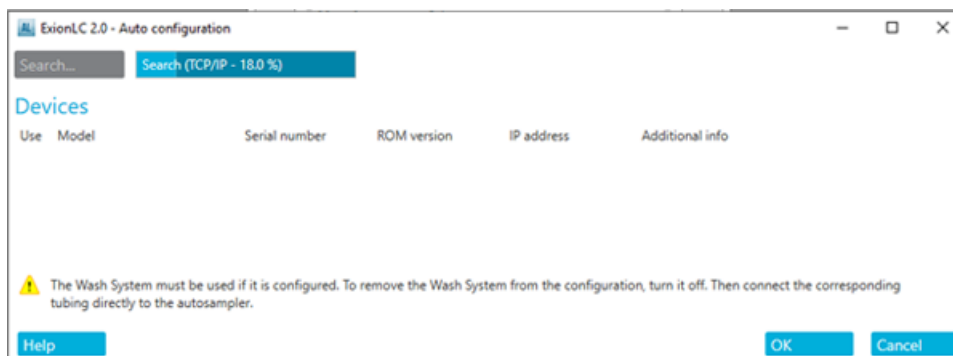 AL ExionLC 2.0 - Auto configuration
Search... Search (TCP/IP - 18.0 %)
Devices
Use Model Serial number ROM version IP address Additional info
The Wash System must be used if it is configured. To remove the Wash System from the configuration, turn it off. Then connect the corresponding
tubing directly to the autosampler.
Help OK Cancel